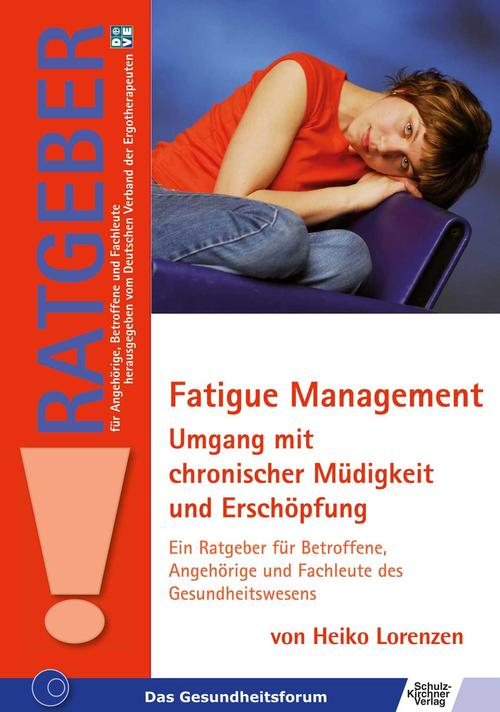 RATGEBER
für Angehörige, Betroffene und Fachleute
herausgegeben vom Deutschen Verband der Ergotherapeuten
DVE
!
Fatigue Management
Umgang mit
chronischer Müdigkeit
und Erschöpfung
Ein Ratgeber für Betroffene,
Angehörige und Fachleute des
Gesundheitswesens
von Heiko Lorenzen
Das Gesundheitsforum
Schulz-
Kirchner
Verlag